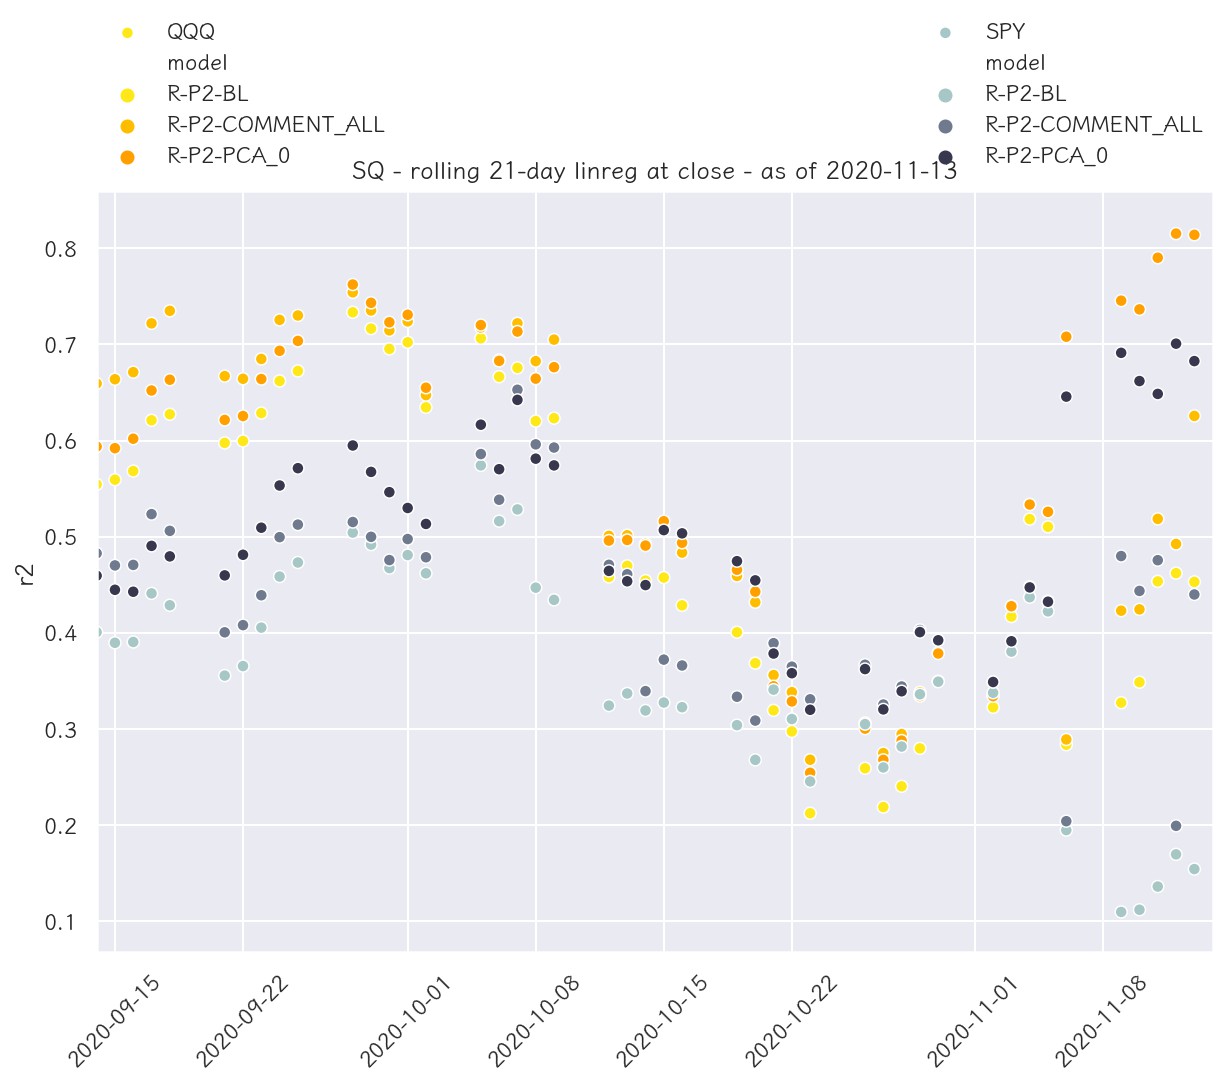 QQQ
model
R-P2-BL
R-P2-COMMENT_ALL
R-P2-PCA_0
SPY
model
R-P2-BL
R-P2-COMMENT_ALL
R-P2-PCA_0
SQ - rolling 21-day linreg at close - as of 2020-11-13
r2
0.8
0.7
0.6
0.5
0.4
0.3
0.2
0.1
2020-09-15
2020-09-22
2020-10-01
2020-10-08
2020-10-15
2020-10-22
2020-11-01
2020-11-08